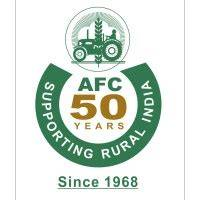 AFC
50
YEARS
SUPPORTING RURAL INDIA
Since 1968